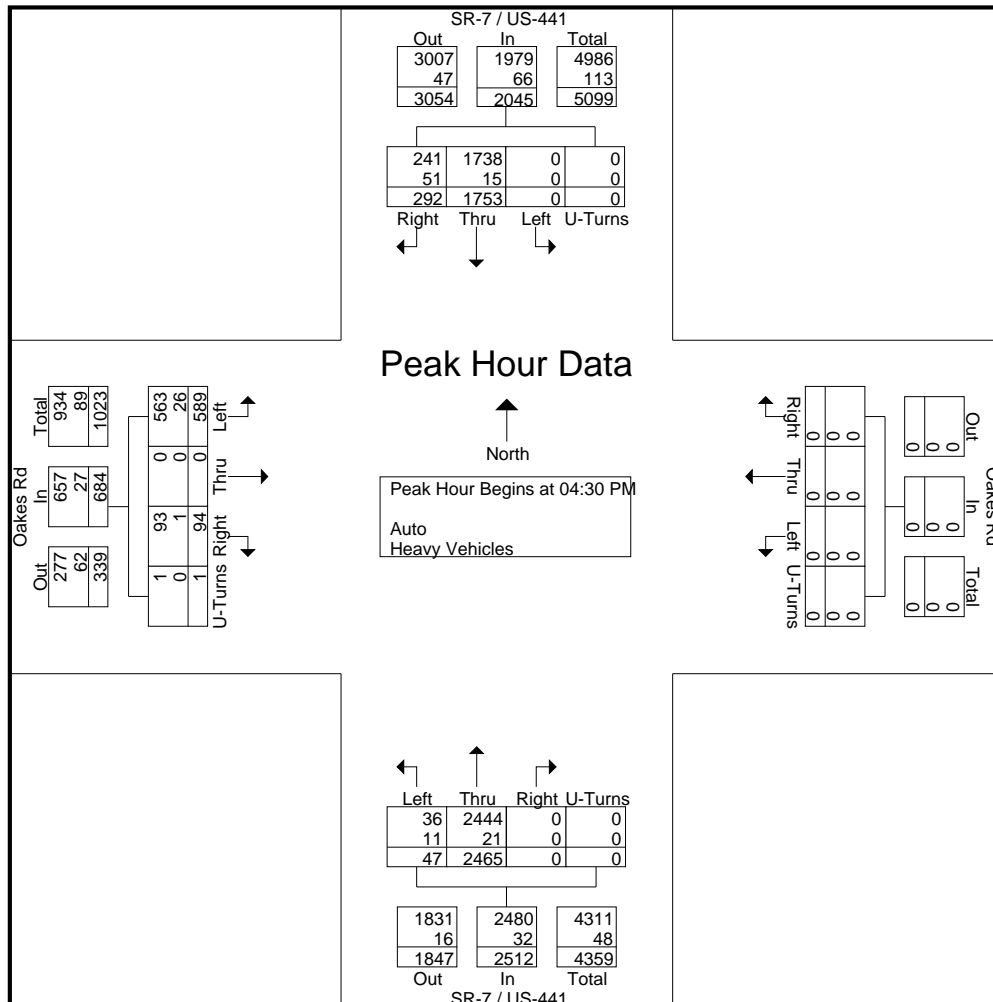 SR-7 / US-441
Out In Total
3007 1979 4986
47 66 113
3054 2045 5099
241 1738 0 0
51 15 0 0
292 1753 0 0
Right Thru Left U-Turns
Peak Hour Data
North
Peak Hour Begins at 04:30 PM
Auto
Heavy Vehicles
Oakes Rd
Out In Total
277 657 934
62 27 89
339 684 1023
1 93 0 563
0 1 0 26
1 94 0 589
U-Turns Right Thru Left
Right Thru Left U-Turns
0 0 0 0
0 0 0 0
0 0 0 0
Out In Total
0 0 0
0 0 0
0 0 0
Oakes Rd
Left Thru Right U-Turns
36 2444 0 0
11 21 0 0
47 2465 0 0
1831 2480 4311
16 32 48
1847 2512 4359
Out In Total
SR-7 / US-441